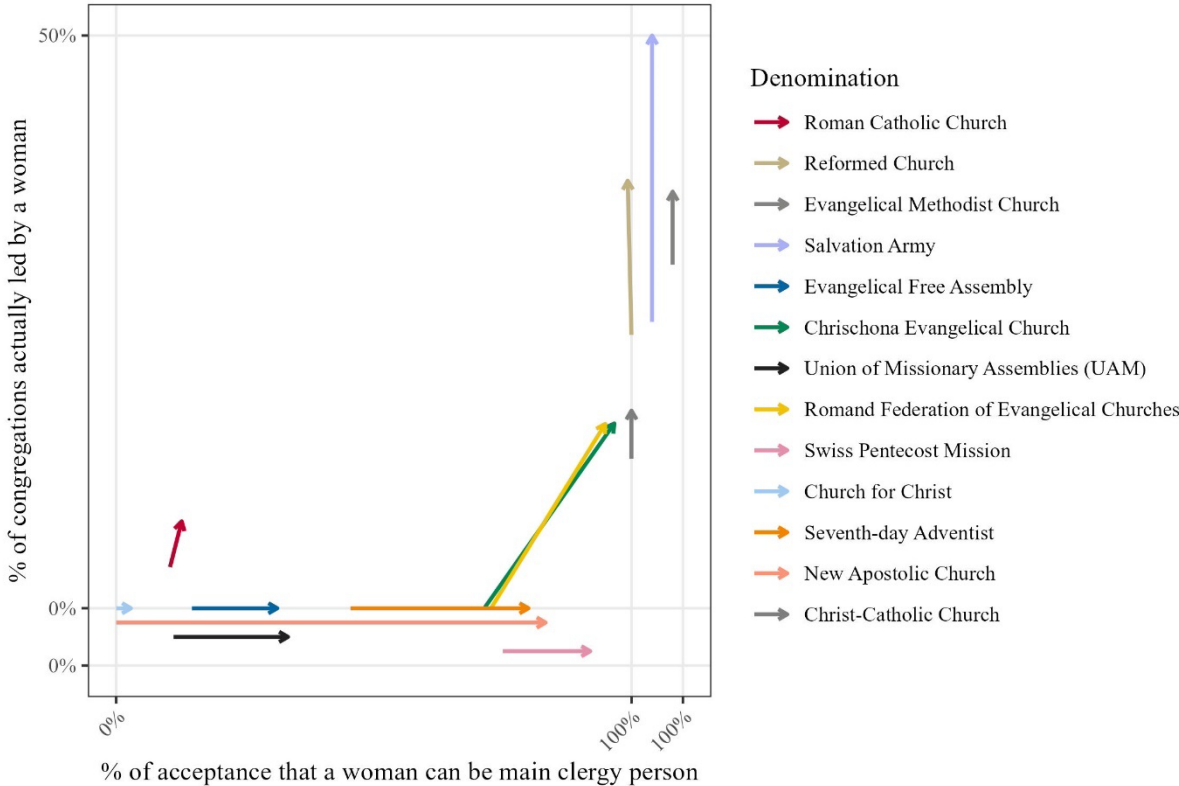 50%
0%
0%
% of congregations actually led by a woman
0%
100%
100%
% of acceptance that a woman can be main clergy person
Denomination
Roman Catholic Church
Reformed Church
Evangelical Methodist Church
Salvation Army
Evangelical Free Assembly
Chrischona Evangelical Church
Union of Missionary Assemblies (UAM)
Romand Federation of Evangelical Churches
Swiss Pentecost Mission
Church for Christ
Seventh-day Adventist
New Apostolic Church
Christ-Catholic Church